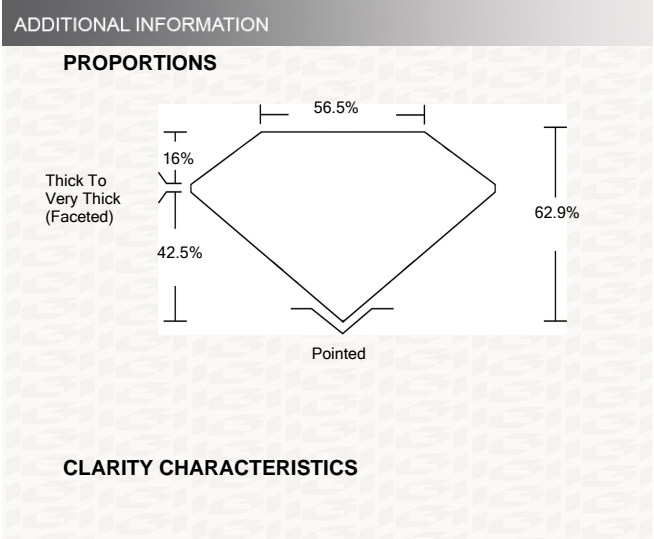 ADDITIONAL INFORMATION
PROPORTIONS
56.5%
16%
Thick To
Very Thick
(Faceted)
62.9%
42.5%
Pointed
CLARITY CHARACTERISTICS